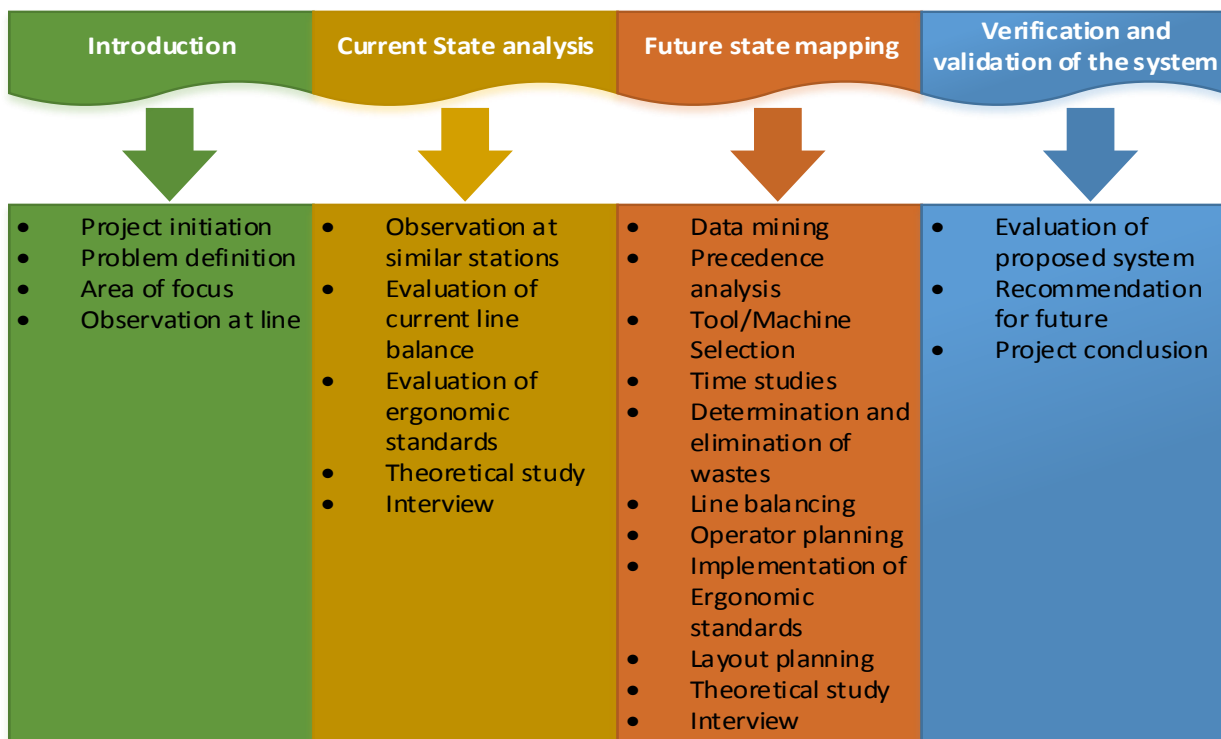 Introduction
Current State analysis
Future state mapping
Verification and
validation of the system
• Project initiation
• Problem definition
• Area of focus
• Observation at line
• Observation at
similar stations
• Evaluation of
current line
balance
• Evaluation of
ergonomic
standards
• Theoretical study
• Interview
• Data mining
• Precedence
analysis
• Tool/Machine
Selection
• Time studies
• Determination and
elimination of
wastes
• Line balancing
• Operator planning
• Implementation of
Ergonomic
standards
• Layout planning
• Theoretical study
• Interview
• Evaluation of
proposed system
• Recommendation
for future
• Project conclusion